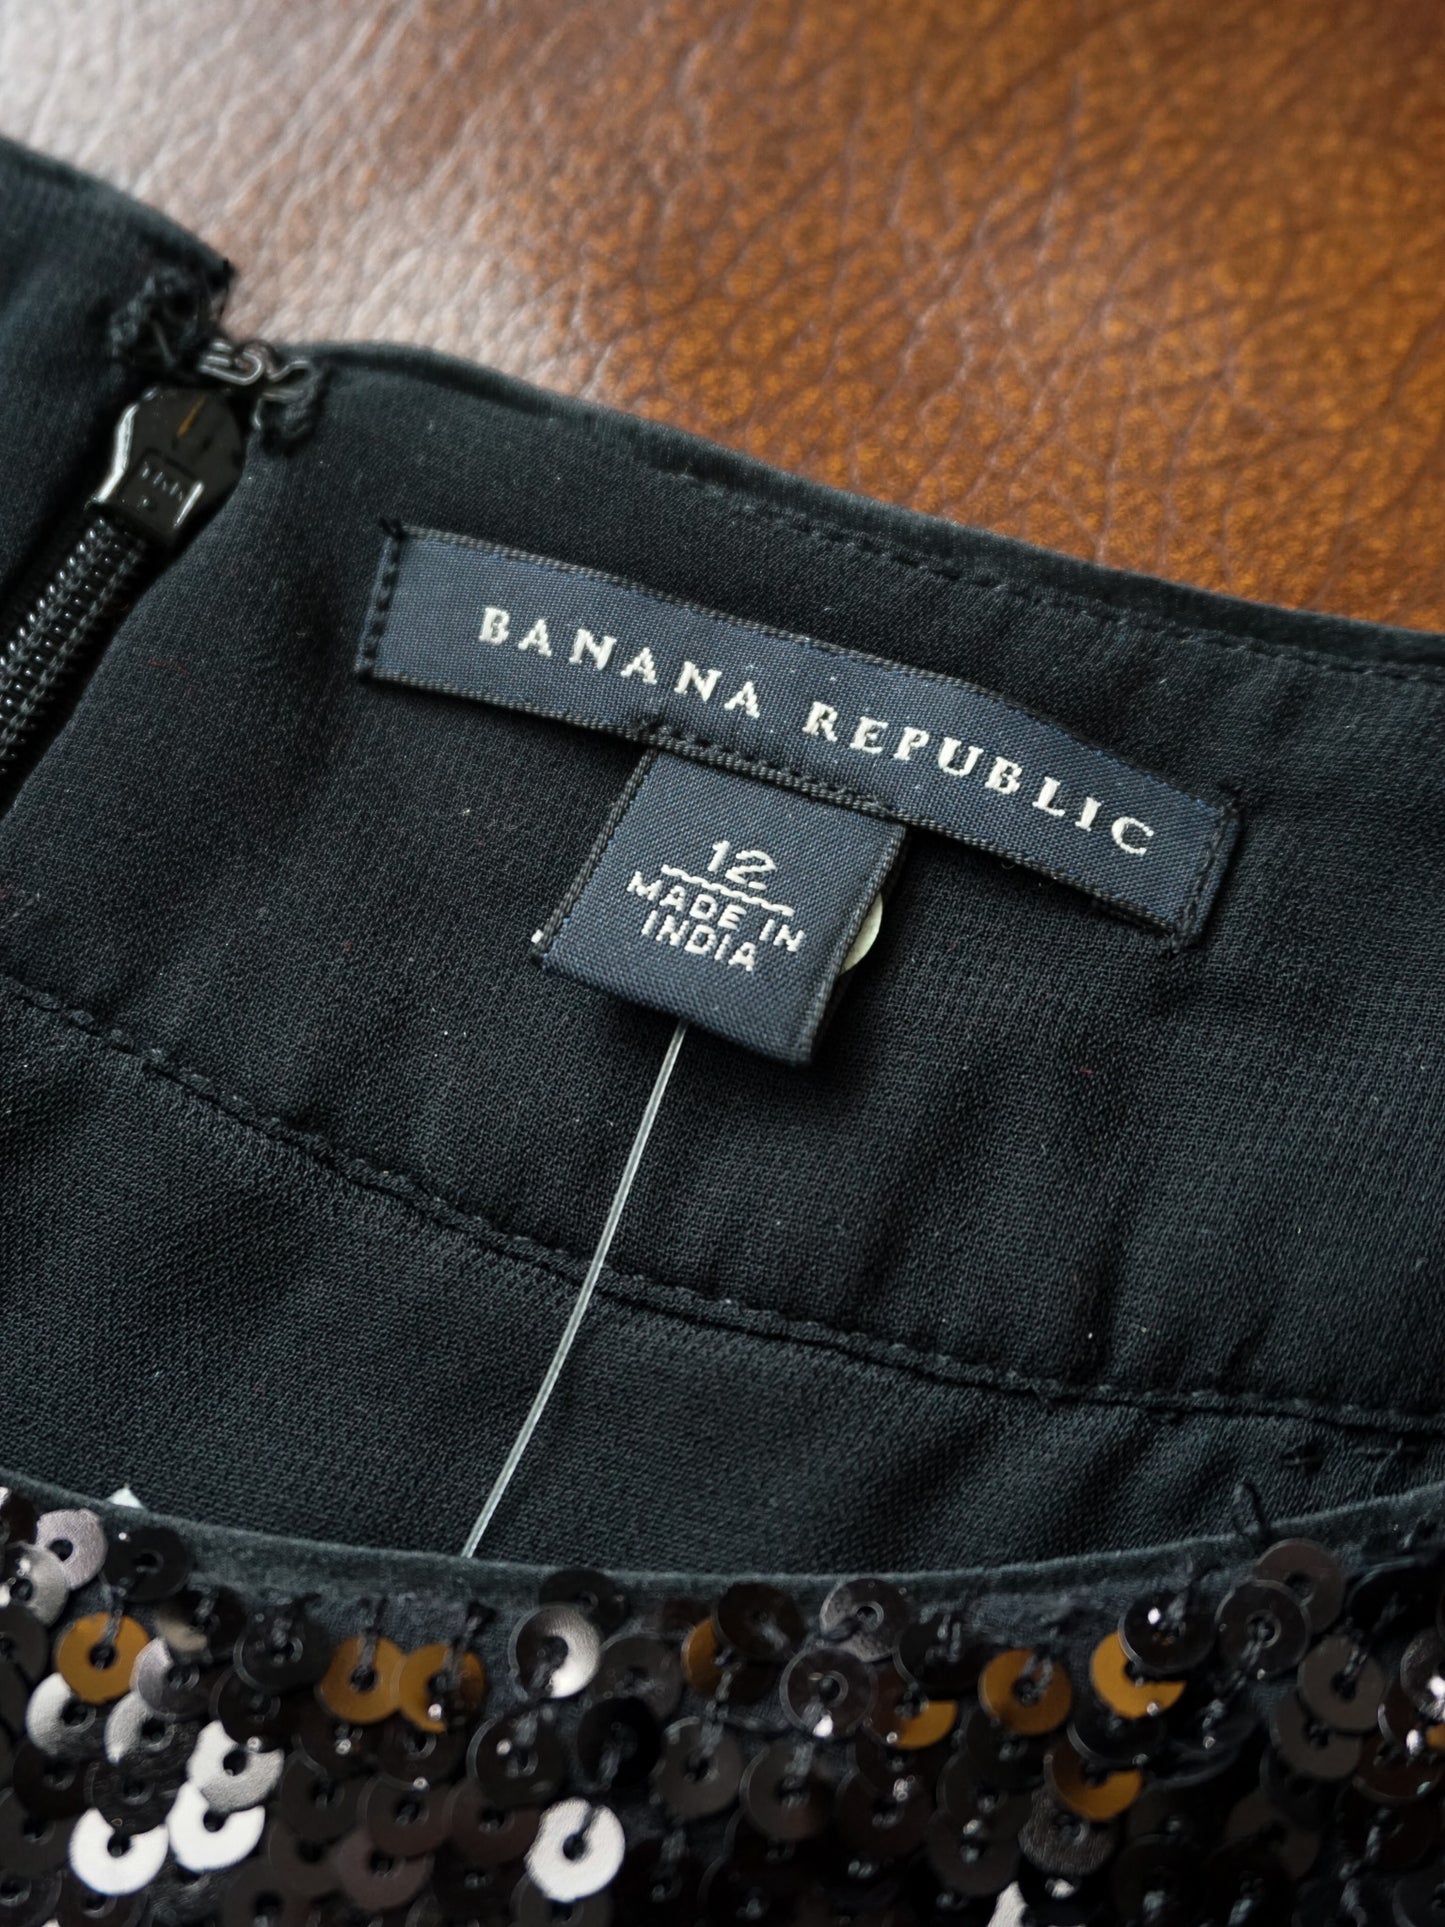 BANANA REPUBLIC
12
MADE IN
INDIA